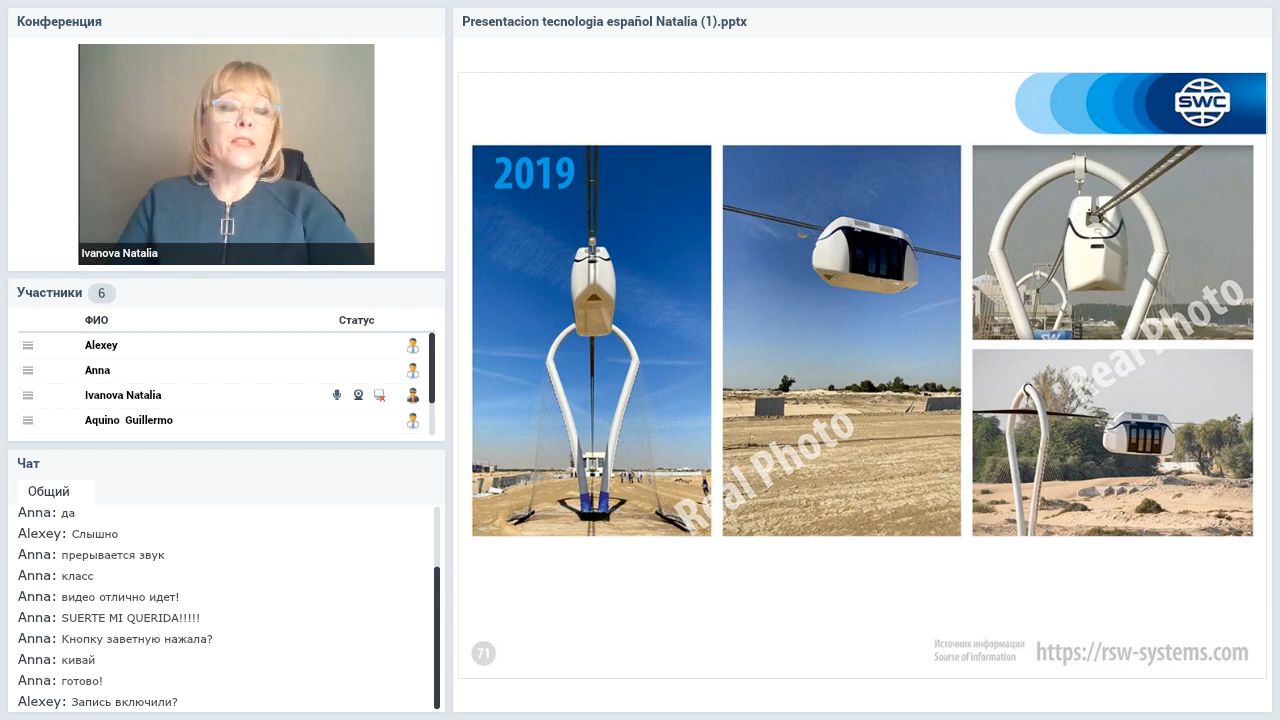 Конференция
Ivanova Natalia
Участники 6
ФИО Статус
Alexey
Anna
Ivanova Natalia
Aquino Guillermo
Чат
Общий
Anna: да
Alexey: Слышно
Anna: прерывается звук
Anna: класс
Anna: видео отлично идет!
Anna: SUERTE MI QUERIDA!!!!!
Anna: Кнопку заветную нажала?
Anna: кивай
Anna: готово!
Alexey: Запись включили?
Presentacion tecnologia español Natalia (1).pptx
SWC
2019
Real Photo
Real Photo
71
Источник информации
Sourse of information
https://rsw-systems.com